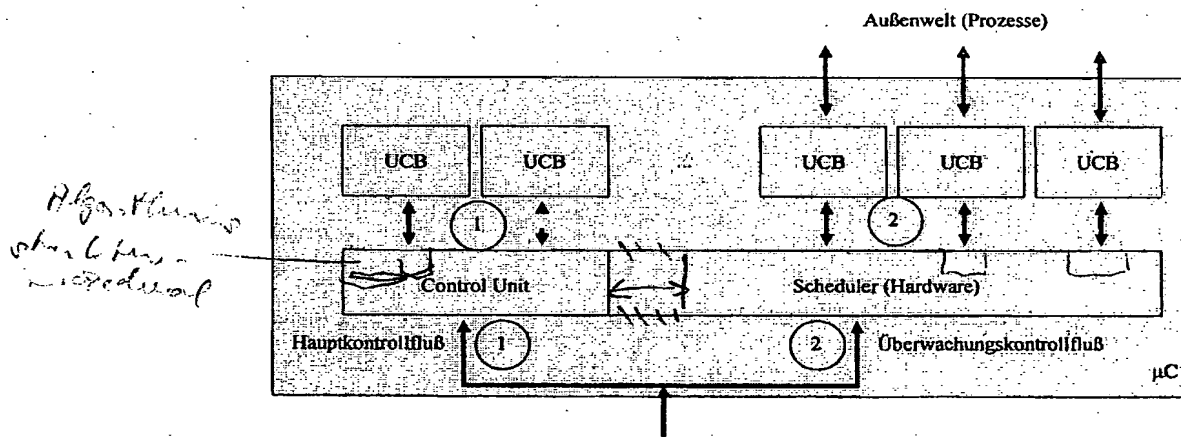 Außenwelt (Prozesse)
UCB UCB ... UCB UCB UCB
1 2
Control Unit Scheduler (Hardware)
Hauptkontrollfluß 1 2 Überwachungskontrollfluß
µC